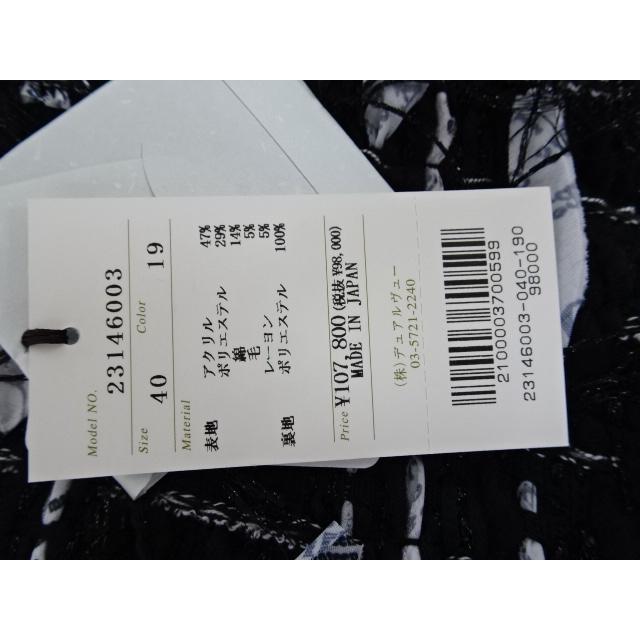 Model NO. 23146003
Size 40 Color 19
Material
表地 アクリル 47%
ポリエステル 29%
綿 14%
毛 5%
レーヨン 5%
裏地 ポリエステル 100%
Price ¥107,800(税抜¥98,000)
MADE IN JAPAN
(株)デュアルヴュー
03-5721-2240
2100003700599
23146003-040-190
98000